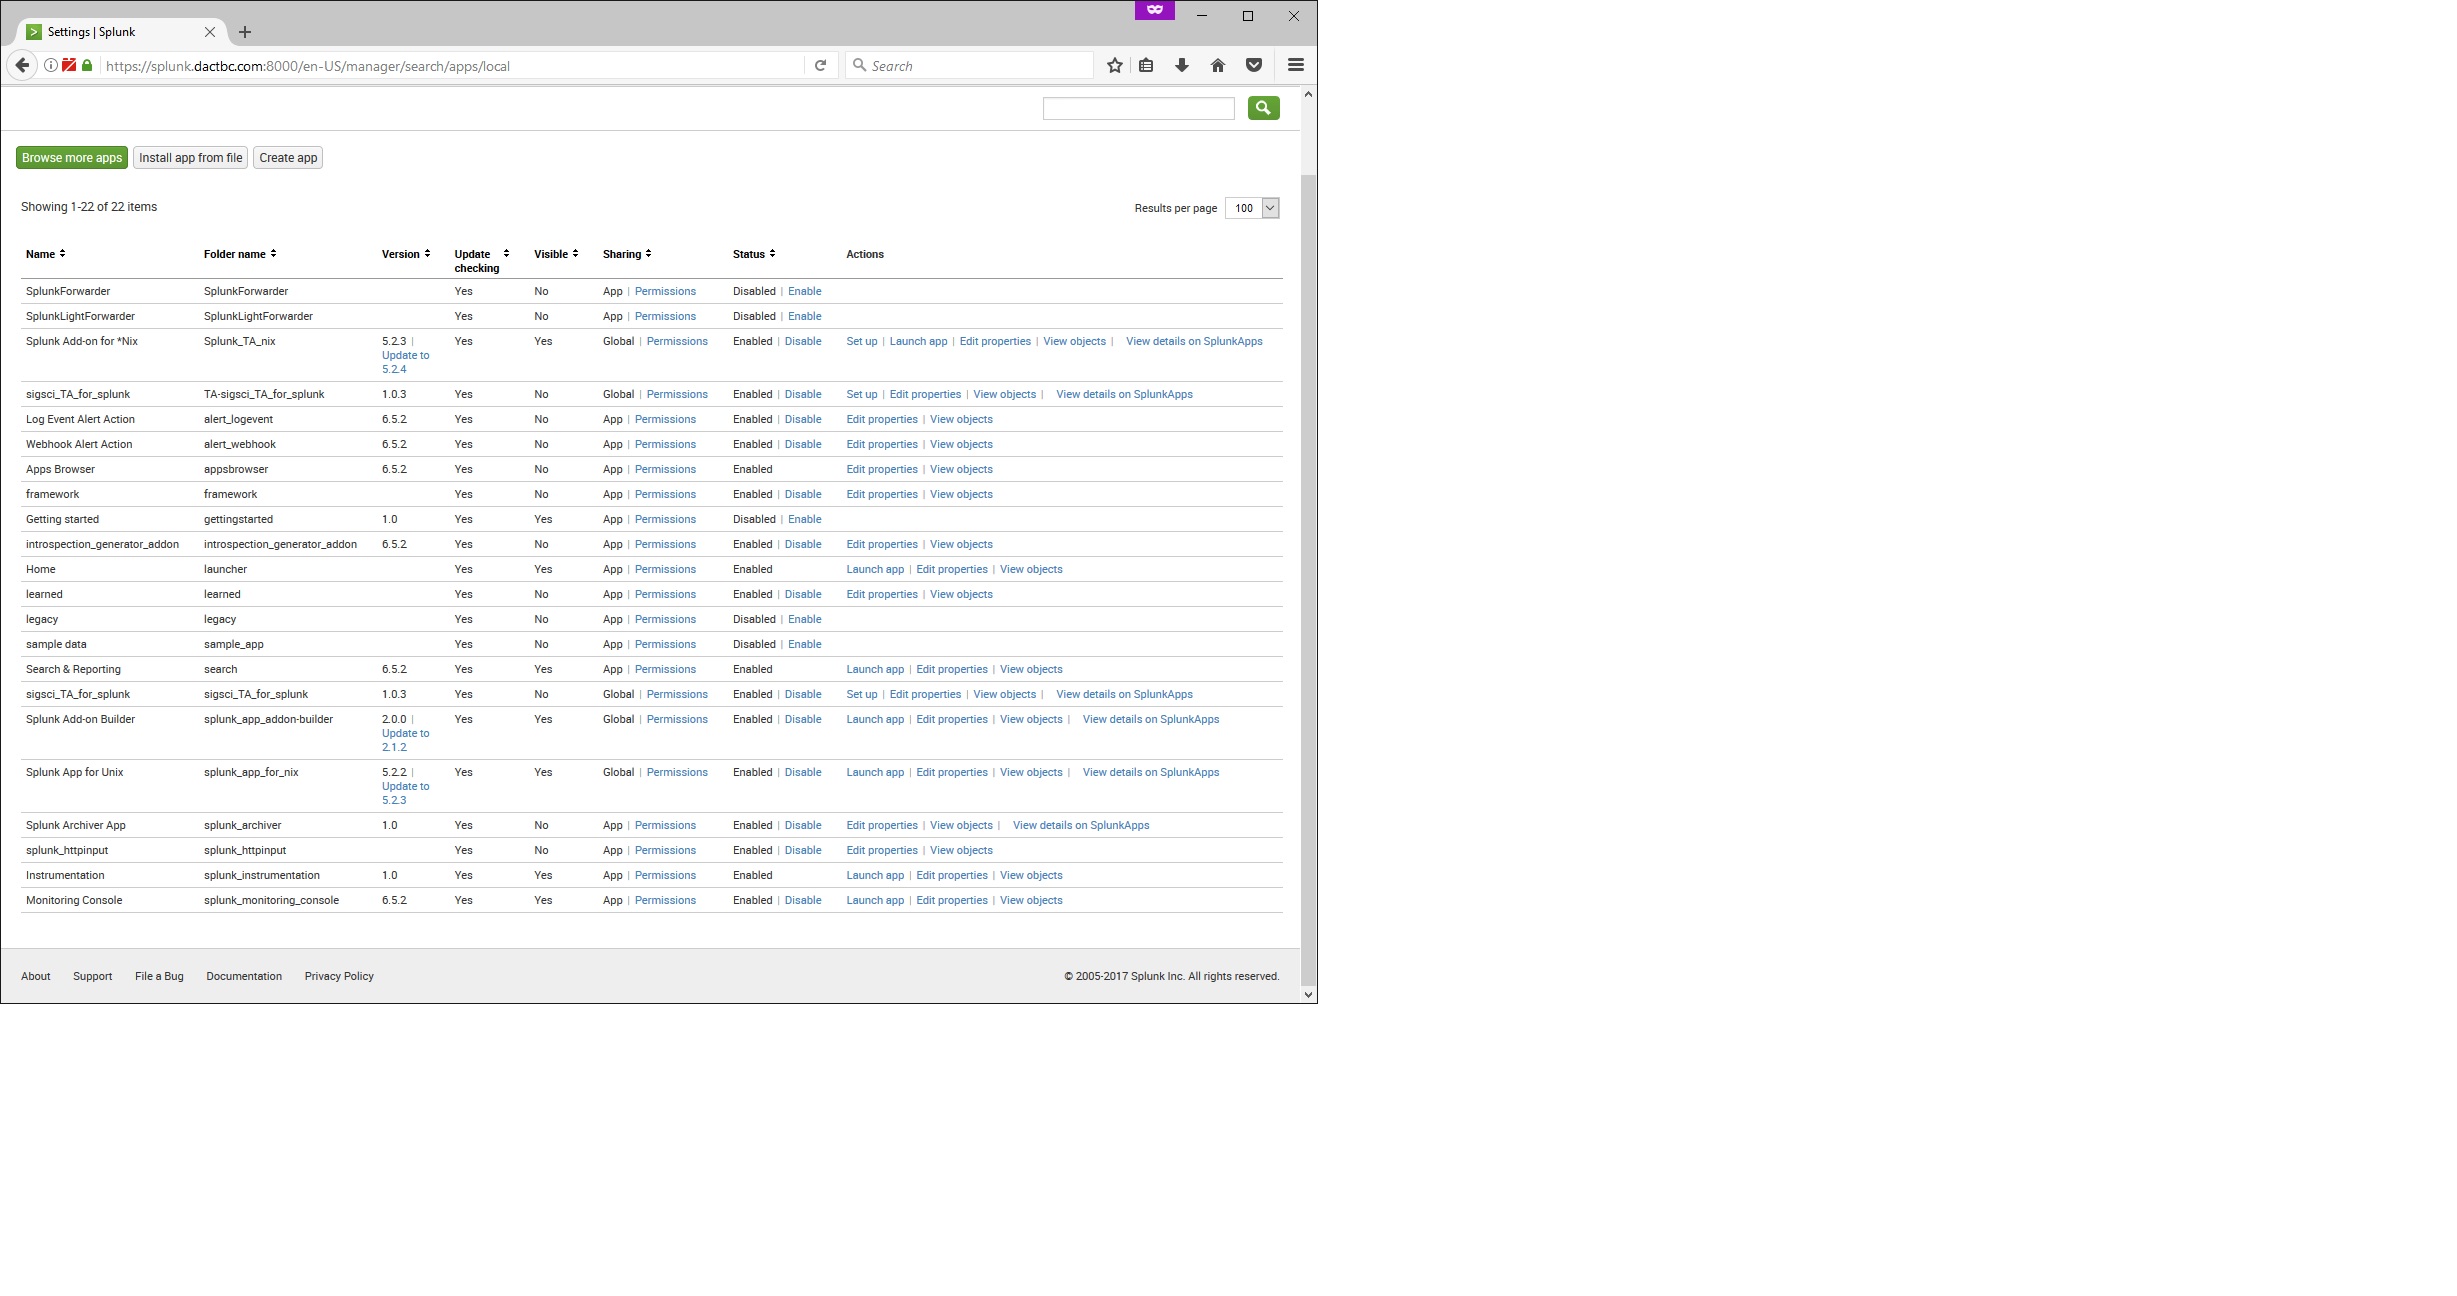 Settings | Splunk
https://splunk.dactbc.com:8000/en-US/manager/search/apps/local
Search
Browse more apps Install app from file Create app
Showing 1-22 of 22 items
Results per page 100
Name Folder name Version Update checking Visible Sharing Status Actions
SplunkForwarder SplunkForwarder Yes No App | Permissions Disabled | Enable
SplunkLightForwarder SplunkLightForwarder Yes No App | Permissions Disabled | Enable
Splunk Add-on for *Nix Splunk_TA_nix 5.2.3 | Update to 5.2.4 Yes Yes Global | Permissions Enabled | Disable Set up | Launch app | Edit properties | View objects | View details on SplunkApps
sigsci_TA_for_splunk TA-sigsci_TA_for_splunk 1.0.3 Yes No Global | Permissions Enabled | Disable Set up | Edit properties | View objects | View details on SplunkApps
Log Event Alert Action alert_logevent 6.5.2 Yes No App | Permissions Enabled | Disable Edit properties | View objects
Webhook Alert Action alert_webhook 6.5.2 Yes No App | Permissions Enabled | Disable Edit properties | View objects
Apps Browser appsbrowser 6.5.2 Yes No App | Permissions Enabled Edit properties | View objects
framework framework Yes No App | Permissions Enabled | Disable Edit properties | View objects
Getting started gettingstarted 1.0 Yes Yes App | Permissions Disabled | Enable
introspection_generator_addon introspection_generator_addon 6.5.2 Yes No App | Permissions Enabled | Disable Edit properties | View objects
Home launcher Yes Yes App | Permissions Enabled Launch app | Edit properties | View objects
learned learned Yes No App | Permissions Enabled | Disable Edit properties | View objects
legacy legacy Yes No App | Permissions Disabled | Enable
sample data sample_app Yes No App | Permissions Disabled | Enable
Search & Reporting search 6.5.2 Yes Yes App | Permissions Enabled Launch app | Edit properties | View objects
sigsci_TA_for_splunk sigsci_TA_for_splunk 1.0.3 Yes No Global | Permissions Enabled | Disable Set up | Edit properties | View objects | View details on SplunkApps
Splunk Add-on Builder splunk_app_addon-builder 2.0.0 | Update to 2.1.2 Yes Yes Global | Permissions Enabled | Disable Launch app | Edit properties | View objects | View details on SplunkApps
Splunk App for Unix splunk_app_for_nix 5.2.2 | Update to 5.2.3 Yes Yes Global | Permissions Enabled | Disable Launch app | Edit properties | View objects | View details on SplunkApps
Splunk Archiver App splunk_archiver 1.0 Yes No App | Permissions Enabled | Disable Edit properties | View objects | View details on SplunkApps
splunk_httpinput splunk_httpinput Yes No App | Permissions Enabled | Disable Edit properties | View objects
Instrumentation splunk_instrumentation 1.0 Yes Yes App | Permissions Enabled Launch app | Edit properties | View objects
Monitoring Console splunk_monitoring_console 6.5.2 Yes Yes App | Permissions Enabled | Disable Launch app | Edit properties | View objects
About Support File a Bug Documentation Privacy Policy
© 2005-2017 Splunk Inc. All rights reserved.